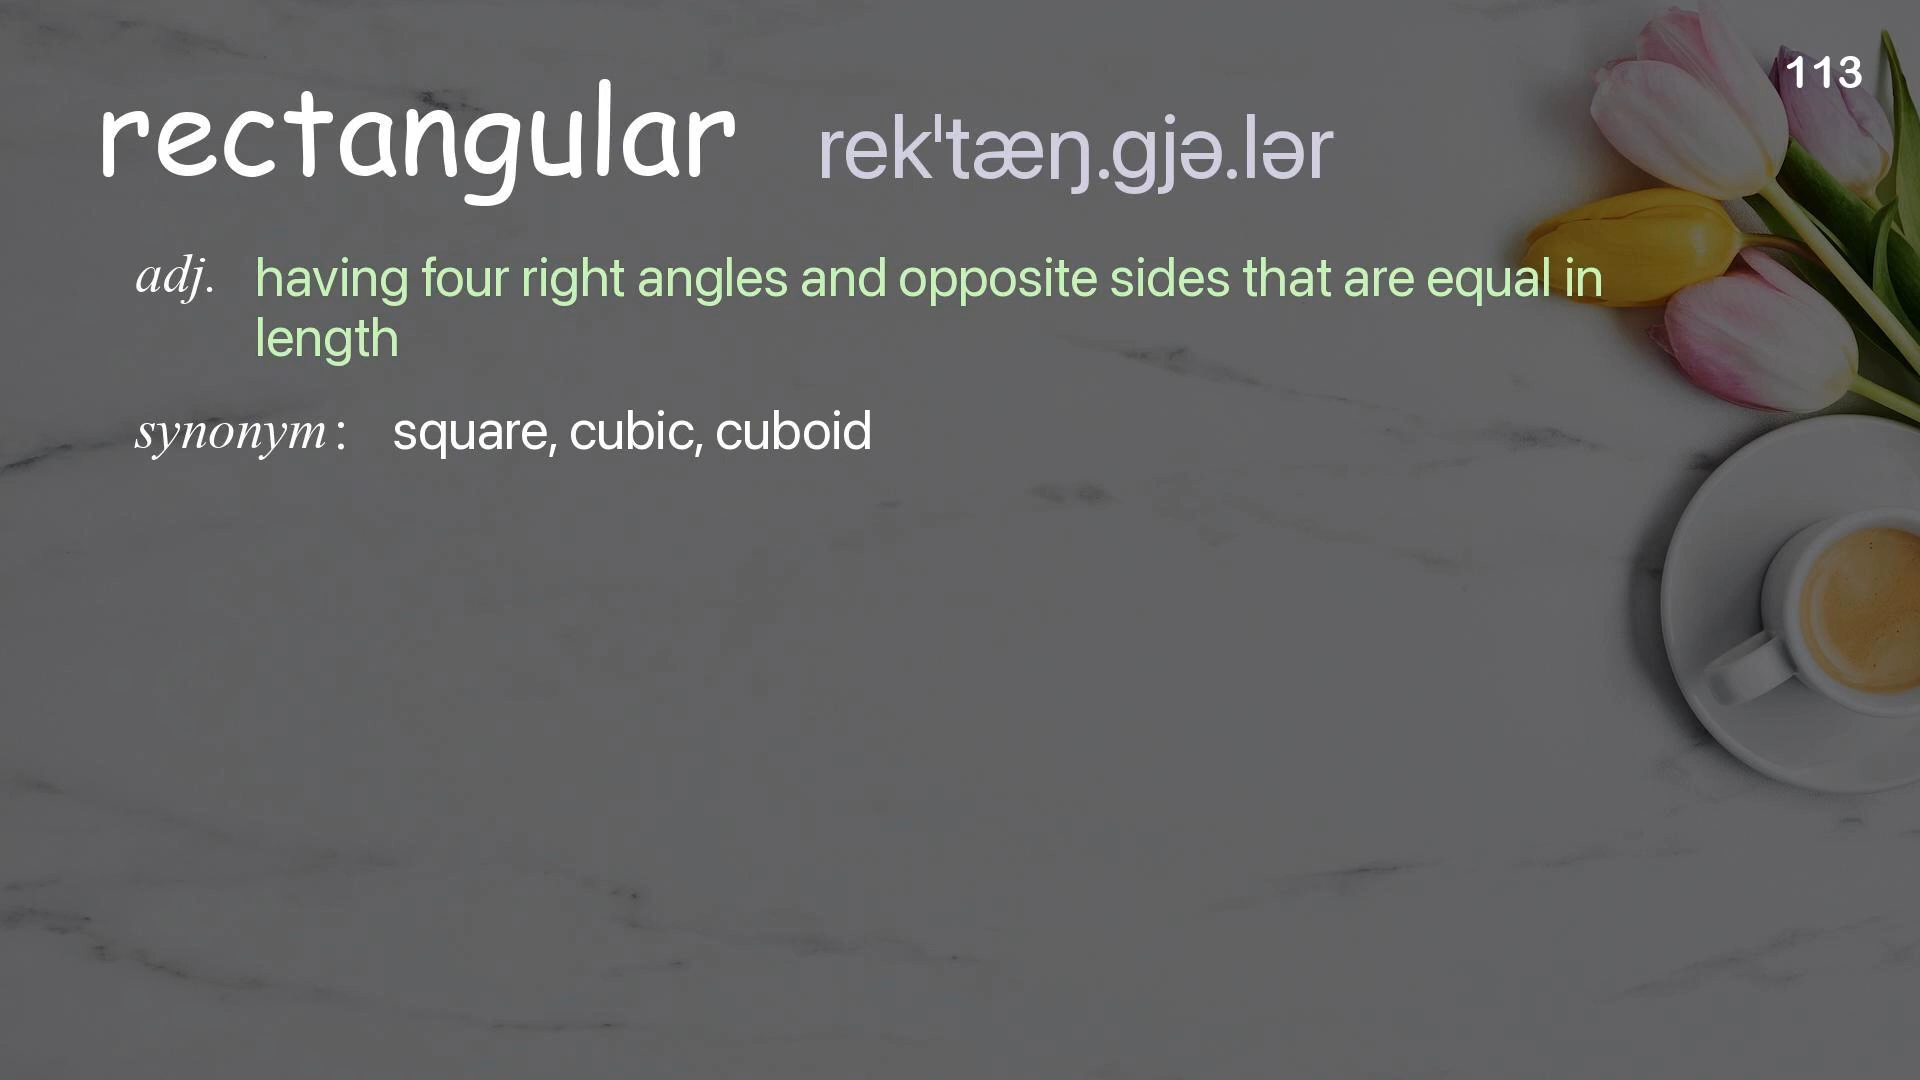 113
rectangular rek'tæŋ.gjə.lər
adj. having four right angles and opposite sides that are equal in
length
synonym: square, cubic, cuboid